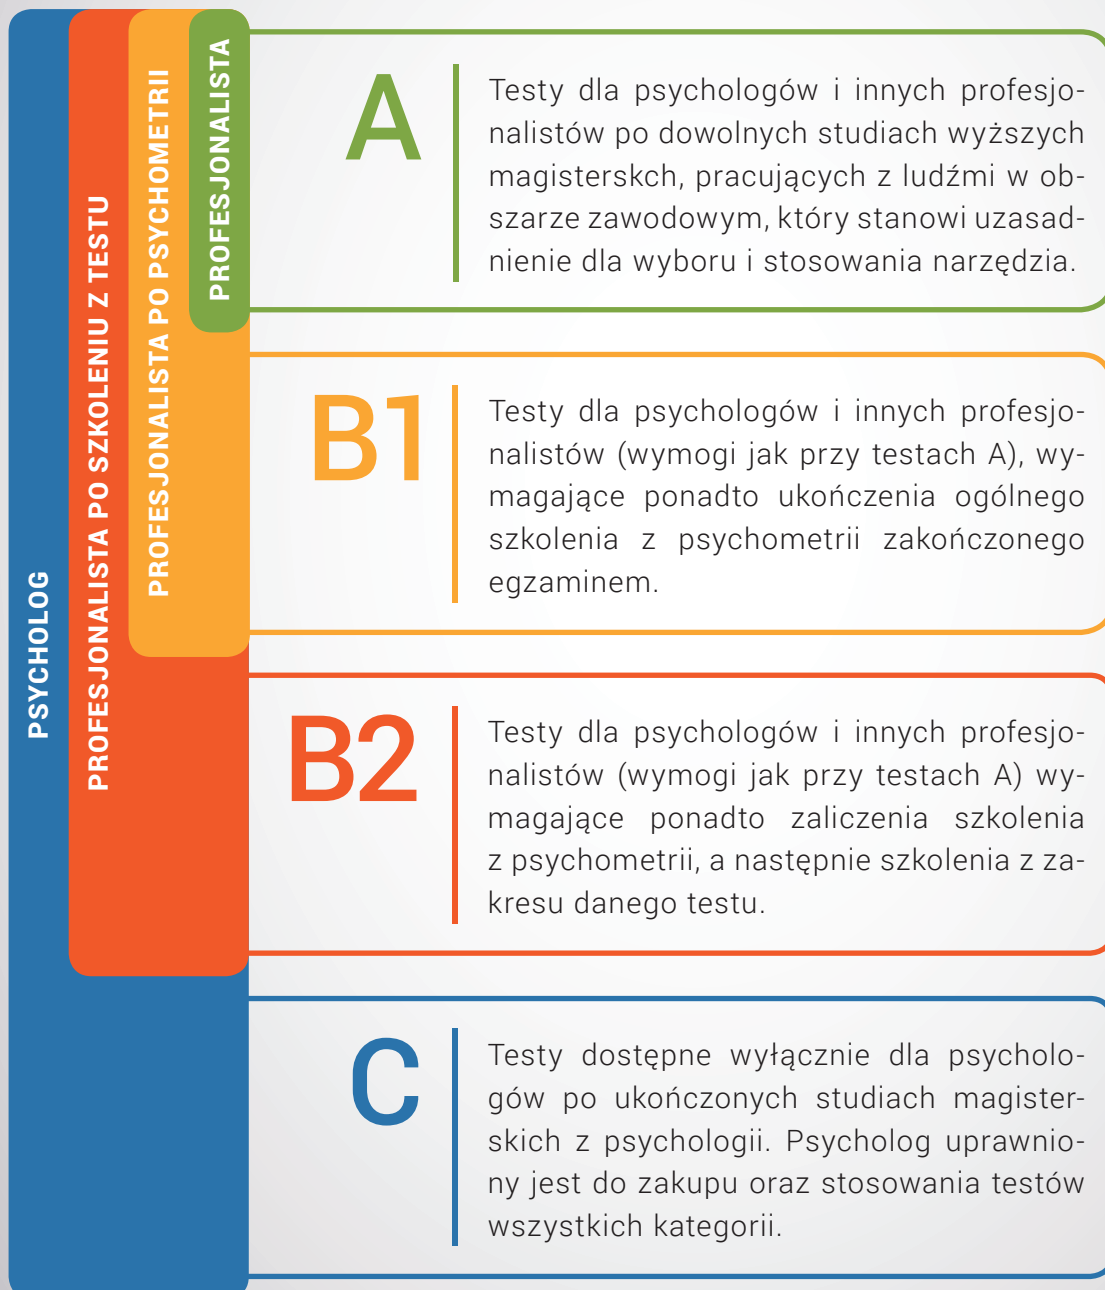 PSYCHOLOG
PROFESJONALISTA PO SZKOLENIU Z TESTU
PROFESJONALISTA PO PSYCHOMETRII
PROFESJONALISTA
A
Testy dla psychologów i innych profesjo-
nalistów po dowolnych studiach wyższych
magisterskch, pracujących z ludźmi w ob-
szarze zawodowym, który stanowi uzasad-
nienie dla wyboru i stosowania narzędzia.
B1
Testy dla psychologów i innych profesjo-
nalistów (wymogi jak przy testach A), wy-
magające ponadto ukończenia ogólnego
szkolenia z psychometrii zakończonego
egzaminem.
B2
Testy dla psychologów i innych profesjo-
nalistów (wymogi jak przy testach A) wy-
magające ponadto zaliczenia szkolenia
z psychometrii, a następnie szkolenia z za-
kresu danego testu.
C
Testy dostępne wyłącznie dla psycholo-
gów po ukończonych studiach magister-
skich z psychologii. Psycholog uprawnio-
ny jest do zakupu oraz stosowania testów
wszystkich kategorii.